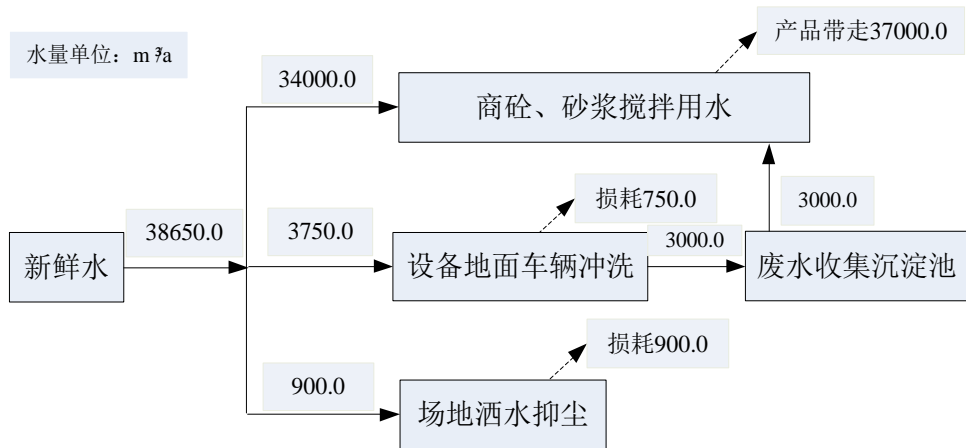 产品带走37000.0
水量单位：m³/a
34000.0
商砼、砂浆搅拌用水
损耗750.0
3000.0
38650.0
3750.0
3000.0
新鲜水
设备地面车辆冲洗
废水收集沉淀池
损耗900.0
900.0
场地洒水抑尘